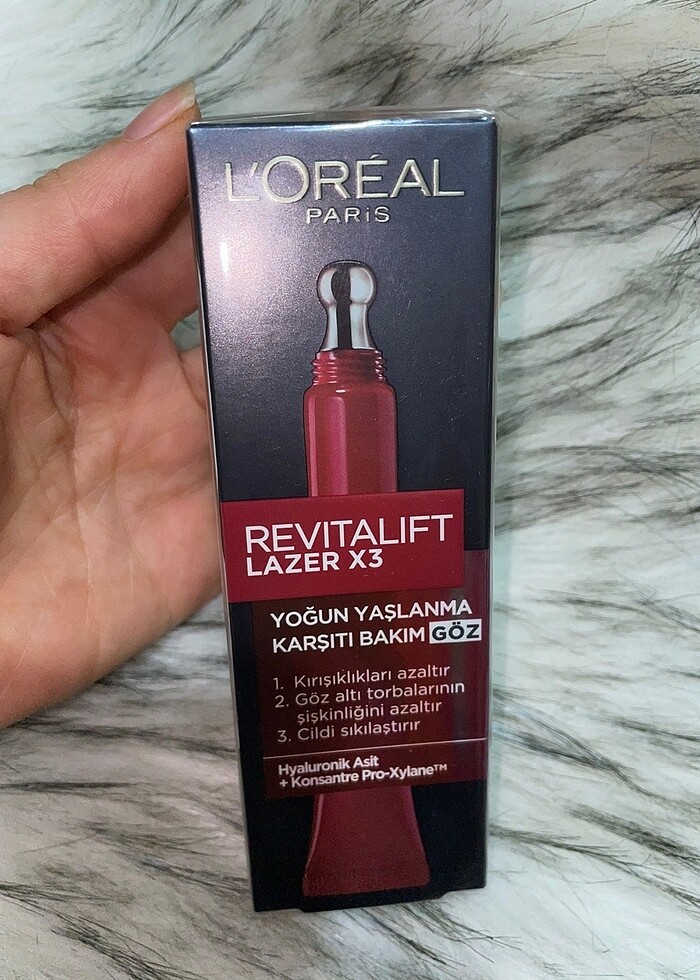 L'ORÉAL
PARiS
REVITALIFT
LAZER X3
YOĞUN YAŞLANMA
KARŞITI BAKIM GÖZ
1. Kırışıklıkları azaltır
2. Göz altı torbalarının
şişkinliğini azaltır
3. Cildi sıkılaştırır
Hyaluronik Asit
+ Konsantre Pro-Xylane™